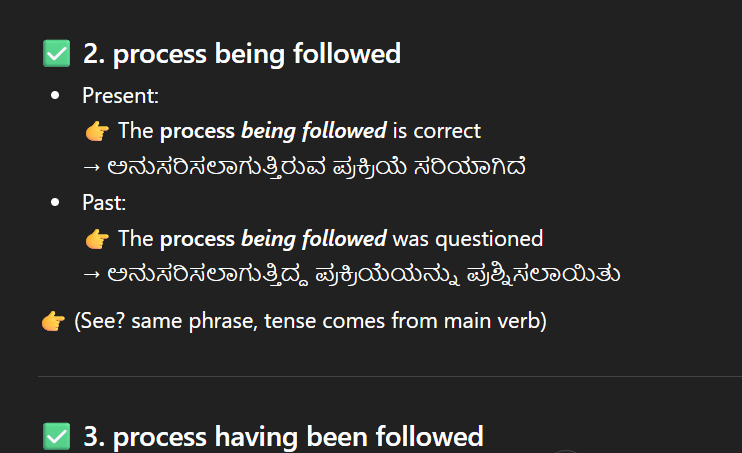 ✅ 2. process being followed
• Present:
👉 The process being followed is correct
→ ಅನುಸರಿಸಲಾಗುತ್ತಿರುವ ಪ್ರಕ್ರಿಯೆ ಸರಿಯಾಗಿದೆ
• Past:
👉 The process being followed was questioned
→ ಅನುಸರಿಸಲಾಗುತ್ತಿದ್ದ ಪ್ರಕ್ರಿಯೆಯನ್ನು ಪ್ರಶ್ನಿಸಲಾಯಿತು
👉 (See? same phrase, tense comes from main verb)
✅ 3. process having been followed